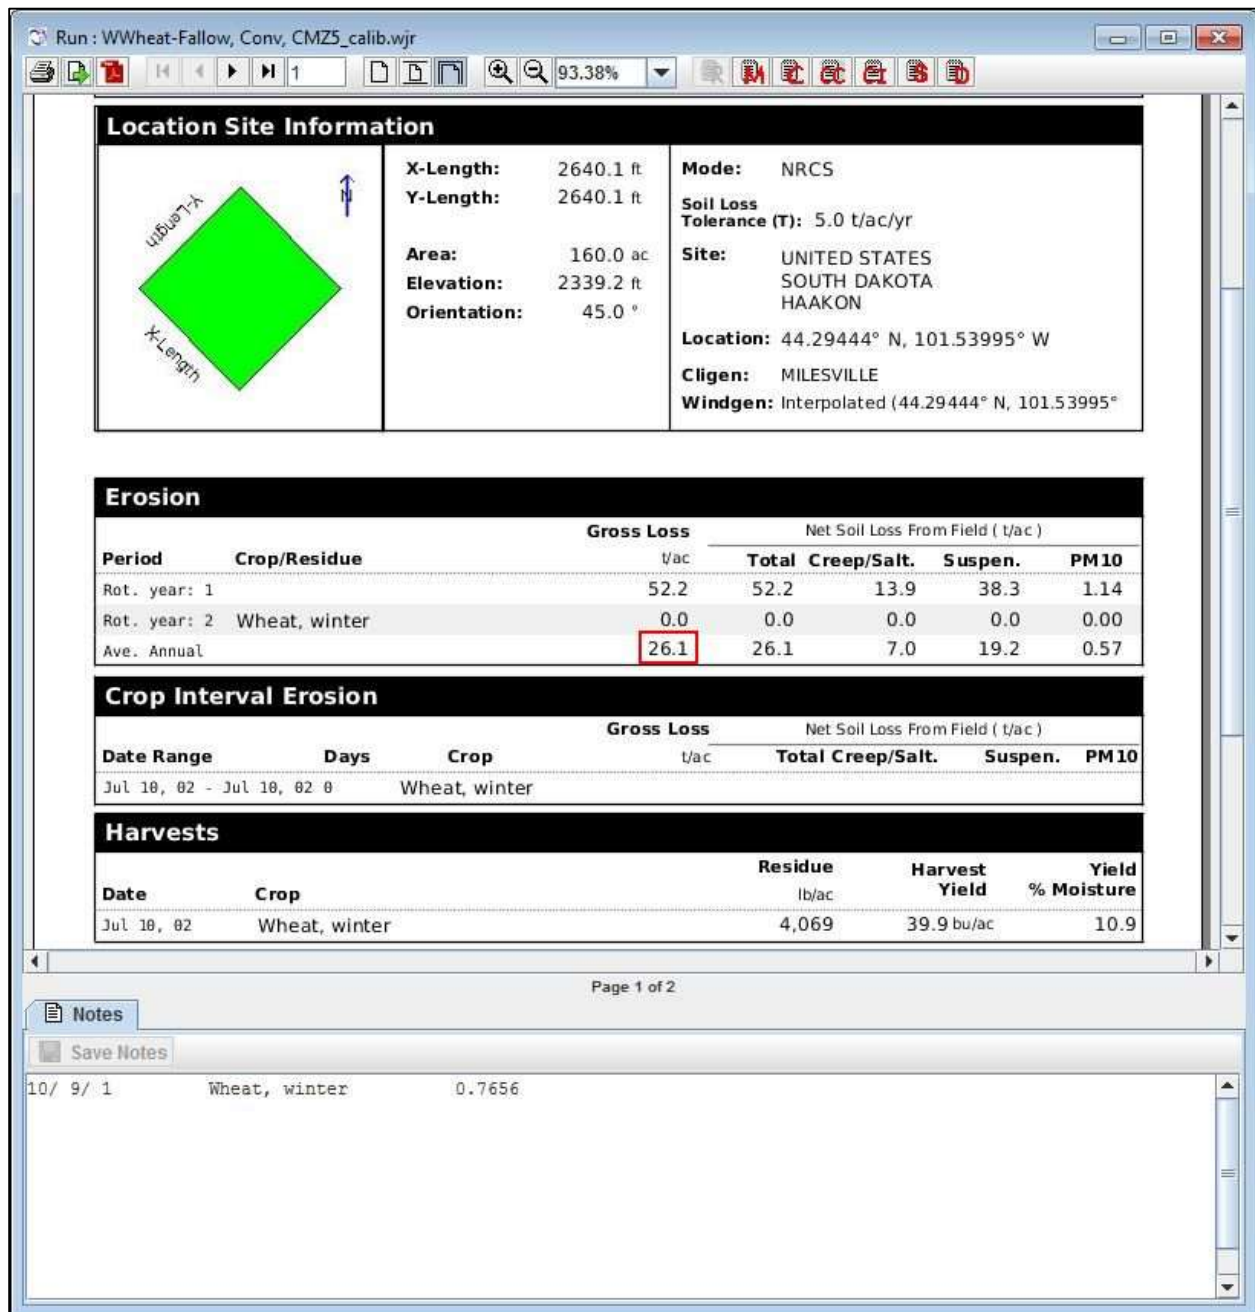 Run : WWheat-Fallow, Conv, CMZ5_calib.wjr
1 93.38%
Location Site Information
N
Y-Length
X-Length
X-Length: 2640.1 ft
Y-Length: 2640.1 ft
Area: 160.0 ac
Elevation: 2339.2 ft
Orientation: 45.0 °
Mode: NRCS
Soil Loss
Tolerance (T): 5.0 t/ac/yr
Site: UNITED STATES
SOUTH DAKOTA
HAAKON
Location: 44.29444° N, 101.53995° W
Cligen: MILESVILLE
Windgen: Interpolated (44.29444° N, 101.53995°
Erosion
Gross Loss Net Soil Loss From Field ( t/ac )
Period Crop/Residue t/ac Total Creep/Salt. Suspen. PM10
Rot. year: 1 52.2 52.2 13.9 38.3 1.14
Rot. year: 2 Wheat, winter 0.0 0.0 0.0 0.0 0.00
Ave. Annual 26.1 26.1 7.0 19.2 0.57
Crop Interval Erosion
Gross Loss Net Soil Loss From Field ( t/ac )
Date Range Days Crop t/ac Total Creep/Salt. Suspen. PM10
Jul 10, 02 - Jul 10, 02 0 Wheat, winter
Harvests
Residue Harvest Yield
Date Crop lb/ac Yield % Moisture
Jul 10, 02 Wheat, winter 4,069 39.9 bu/ac 10.9
Page 1 of 2
Notes
Save Notes
10/ 9/ 1 Wheat, winter 0.7656